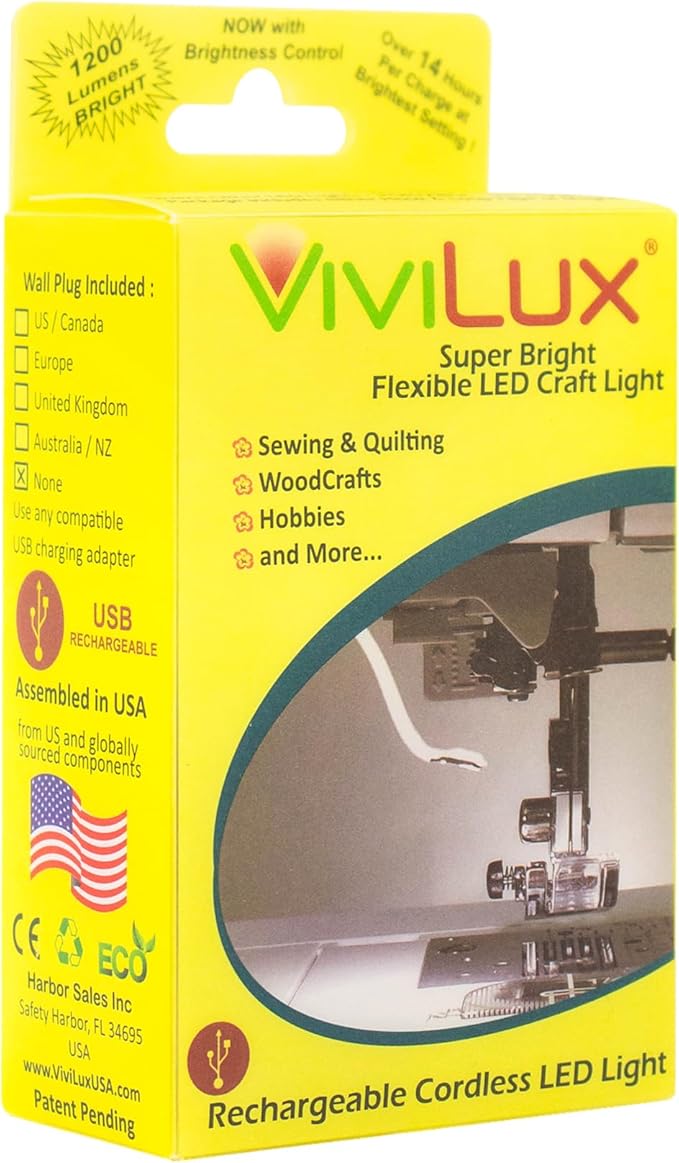 1200
Lumens
BRIGHT
NOW with
Brightness Control
Over 14 Hours
Per Charge at
Brightest Setting !
Wall Plug Included :
US / Canada
Europe
United Kingdom
Australia / NZ
X None
Use any compatible
USB charging adapter
USB
RECHARGEABLE
Assembled in USA
from US and globally
sourced components
CE
ECO
Harbor Sales Inc
Safety Harbor, FL 34695
USA
www.ViviLuxUSA.com
Patent Pending
ViviLux®
Super Bright
Flexible LED Craft Light
Sewing & Quilting
WoodCrafts
Hobbies
and More...
Rechargeable Cordless LED Light